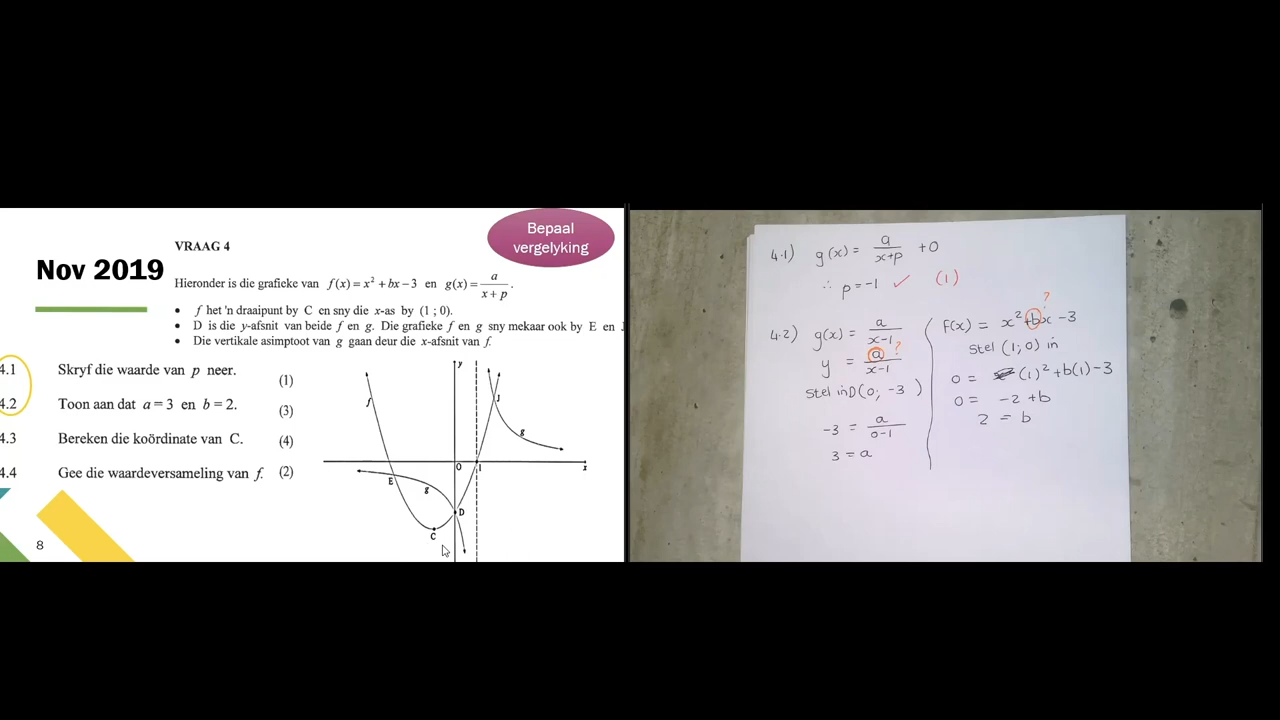 Bepaal
vergelyking
VRAAG 4
Nov 2019
Hieronder is die grafieke van f(x) = x² + bx − 3 en g(x) = a/(x + p).
• f het 'n draaipunt by C en sny die x-as by (1 ; 0).
• D is die y-afsnit van beide f en g. Die grafieke f en g sny mekaar ook by E en J
• Die vertikale asimptoot van g gaan deur die x-afsnit van f.
4.1 Skryf die waarde van p neer. (1)
4.2 Toon aan dat a = 3 en b = 2. (3)
4.3 Bereken die koördinate van C. (4)
4.4 Gee die waardeversameling van f. (2)
y
f
J
g
O
1
x
E
g
D
C
8
4.1) g(x) = a/(x+p) + 0
∴ p = -1 ✓ (1)
4.2) g(x) = a/(x-1)
y = a/(x-1) ?
stel in D(0; -3)
-3 = a/(0-1)
3 = a
?
f(x) = x² + bx - 3
stel (1; 0) in
0 = (1)² + b(1) - 3
0 = -2 + b
2 = b